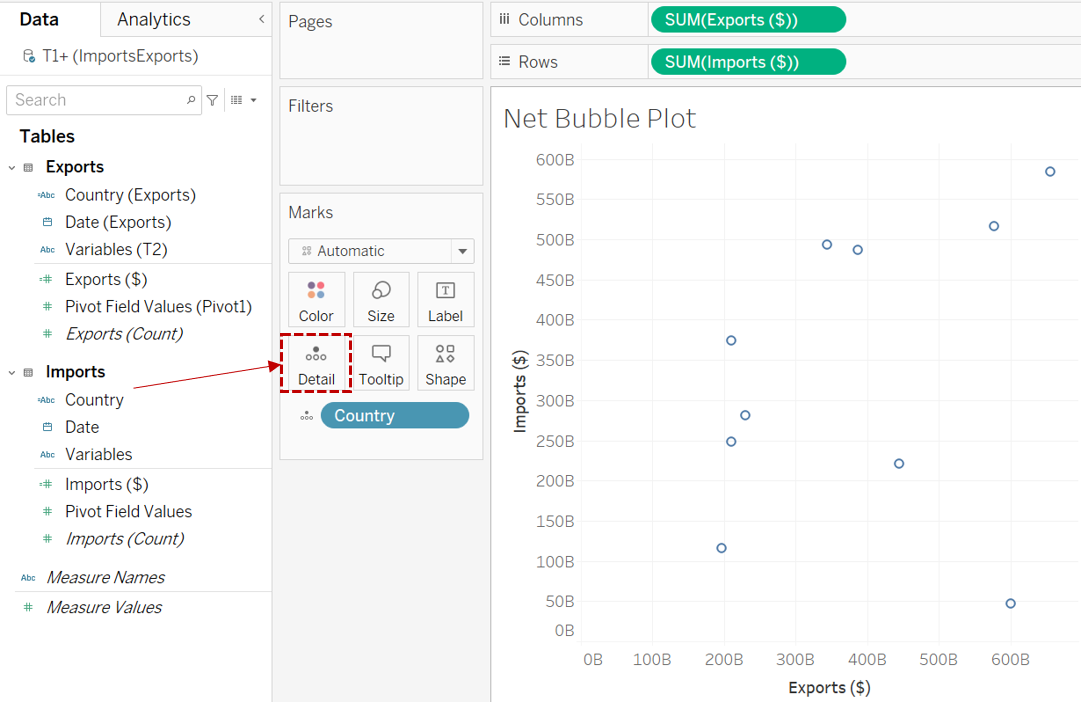 Data
Analytics
T1+ (ImportsExports)
Search
Tables
Exports
Abc Country (Exports)
Date (Exports)
Abc Variables (T2)
Exports ($)
Pivot Field Values (Pivot1)
Exports (Count)
Imports
Abc Country
Date
Abc Variables
Imports ($)
Pivot Field Values
Imports (Count)
Abc Measure Names
Measure Values
Pages
Filters
Marks
Automatic
Color
Size
Label
Detail
Tooltip
Shape
Country
Columns
SUM(Exports ($))
Rows
SUM(Imports ($))
Net Bubble Plot
600B
550B
500B
450B
400B
350B
300B
250B
200B
150B
100B
50B
0B
Imports ($)
0B
100B
200B
300B
400B
500B
600B
Exports ($)